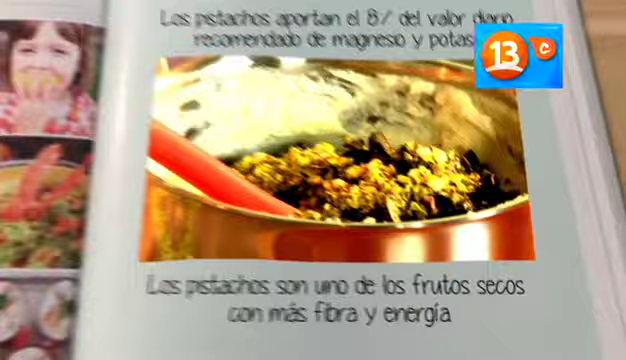 Los pistachos aportan el 8% del valor diario
recomendado de magnesio y potas
13
C
Los pistachos son uno de los frutos secos
con más fibra y energía